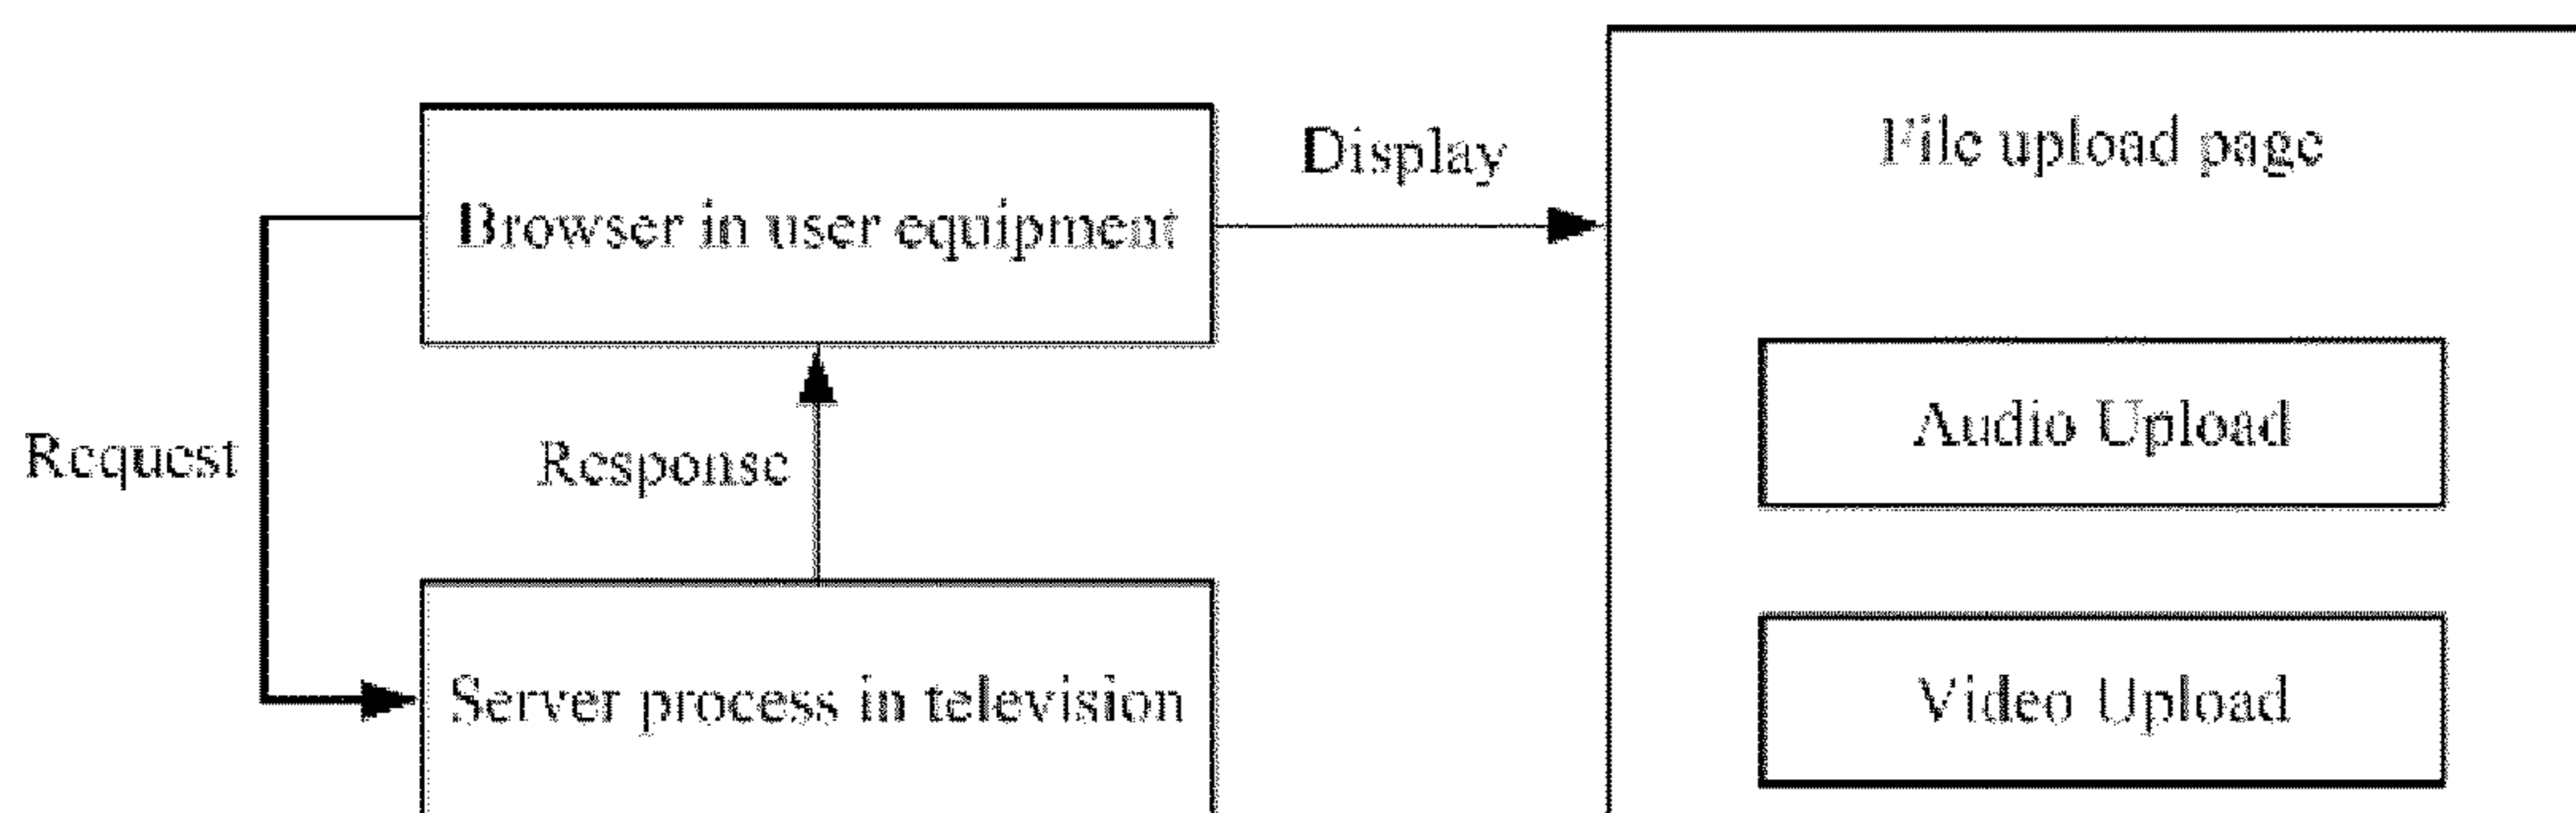 File upload page
Display
Browser in user equipment
Audio Upload
Request
Response
Server process in television
Video Upload